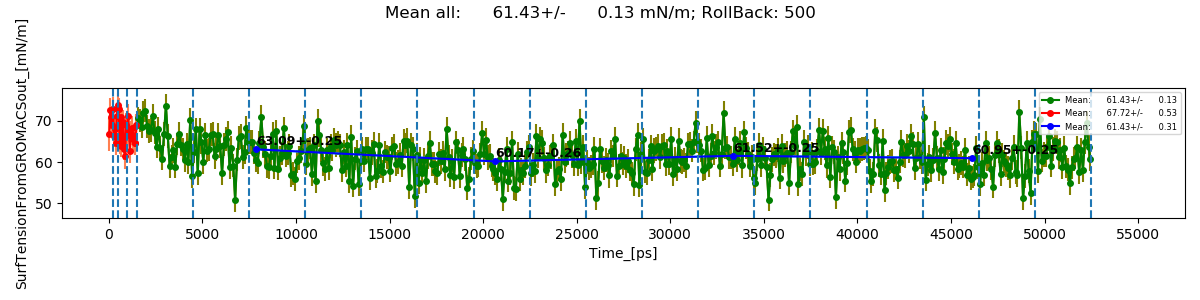 Mean all:      61.43+/-      0.13 mN/m; RollBack: 500
SurfTensionFromGROMACSout_[mN/m]
70
60
50
63.09+-0.25
60.17+-0.26
61.52+-0.25
60.95+-0.25
Mean:      61.43+/-      0.13
Mean:      67.72+/-      0.53
Mean:      61.43+/-      0.31
0 5000 10000 15000 20000 25000 30000 35000 40000 45000 50000 55000
Time_[ps]